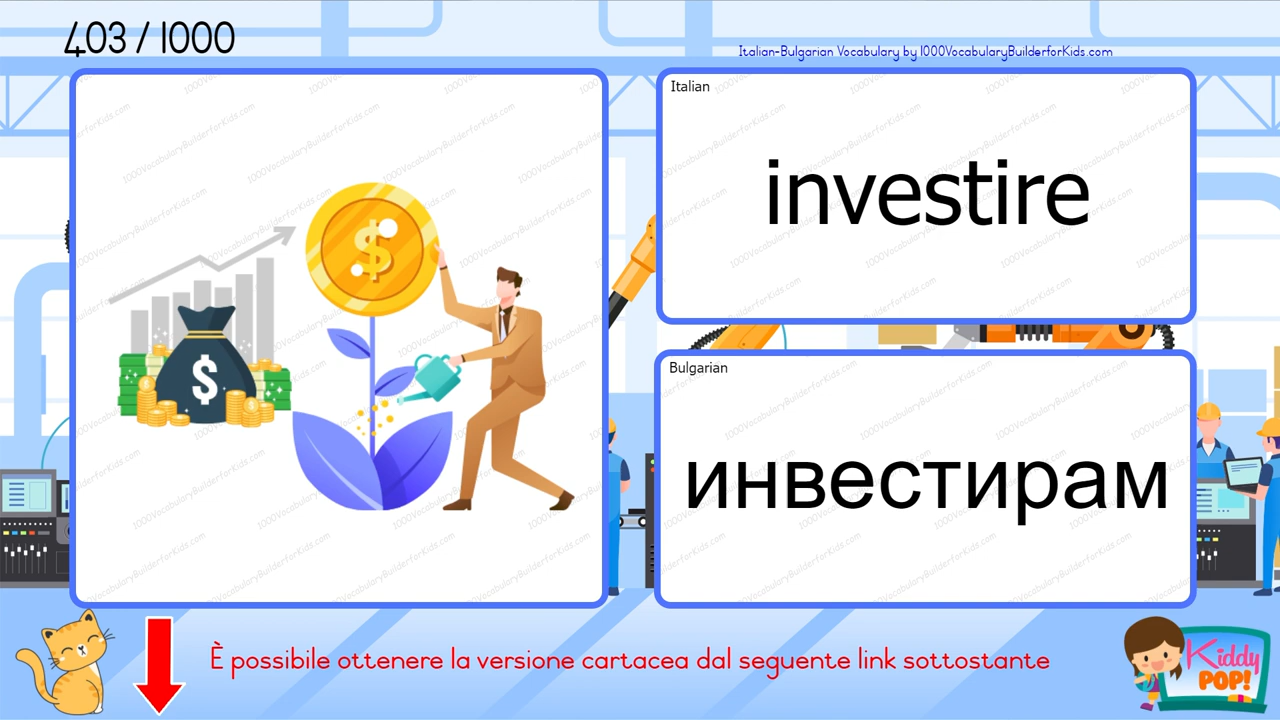 403 / 1000
Italian-Bulgarian Vocabulary by 1000VocabularyBuilderforKids.com
Italian
investire
Bulgarian
инвестирам
È possibile ottenere la versione cartacea dal seguente link sottostante
Kiddy
POP!